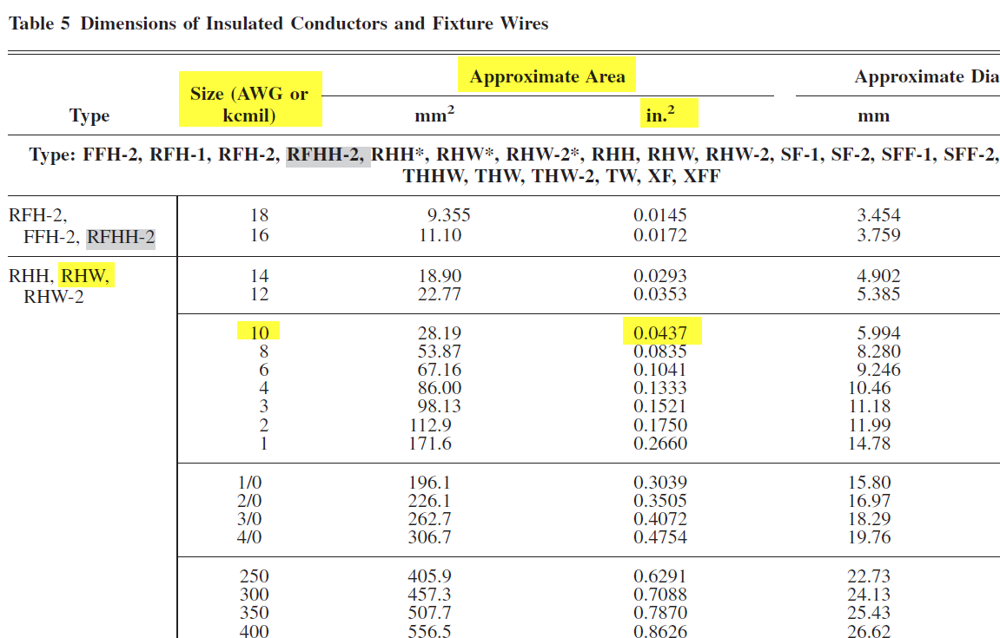 Table 5 Dimensions of Insulated Conductors and Fixture Wires
Type Size (AWG or kcmil) Approximate Area Approximate Dia
mm² in.² mm
Type: FFH-2, RFH-1, RFH-2, RFHH-2, RHH*, RHW*, RHW-2*, RHH, RHW, RHW-2, SF-1, SF-2, SFF-1, SFF-2,
THHW, THW, THW-2, TW, XF, XFF
RFH-2, 18 9.355 0.0145 3.454
FFH-2, RFHH-2 16 11.10 0.0172 3.759
RHH, RHW, 14 18.90 0.0293 4.902
RHW-2 12 22.77 0.0353 5.385
10 28.19 0.0437 5.994
8 53.87 0.0835 8.280
6 67.16 0.1041 9.246
4 86.00 0.1333 10.46
3 98.13 0.1521 11.18
2 112.9 0.1750 11.99
1 171.6 0.2660 14.78
1/0 196.1 0.3039 15.80
2/0 226.1 0.3505 16.97
3/0 262.7 0.4072 18.29
4/0 306.7 0.4754 19.76
250 405.9 0.6291 22.73
300 457.3 0.7088 24.13
350 507.7 0.7870 25.43
400 556.5 0.8626 26.62